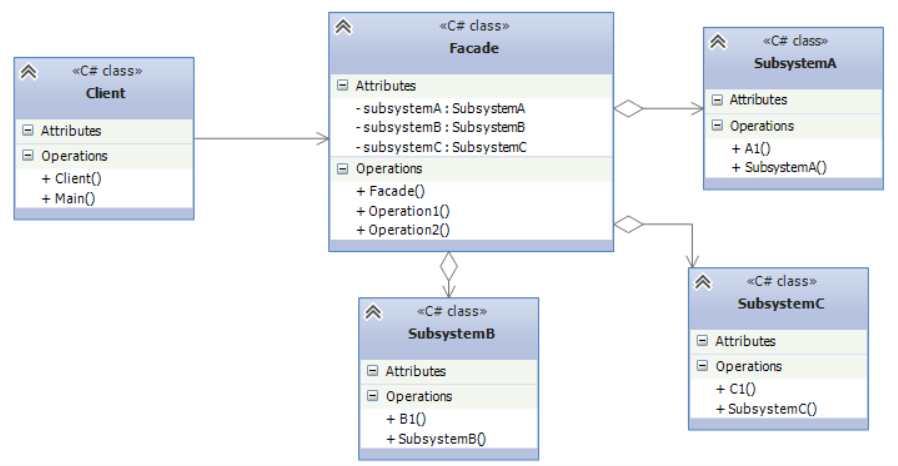 «C# class»
Client
Attributes
Operations
+ Client()
+ Main()
«C# class»
Facade
Attributes
- subsystemA : SubsystemA
- subsystemB : SubsystemB
- subsystemC : SubsystemC
Operations
+ Facade()
+ Operation1()
+ Operation2()
«C# class»
SubsystemA
Attributes
Operations
+ A1()
+ SubsystemA()
«C# class»
SubsystemB
Attributes
Operations
+ B1()
+ SubsystemB()
«C# class»
SubsystemC
Attributes
Operations
+ C1()
+ SubsystemC()